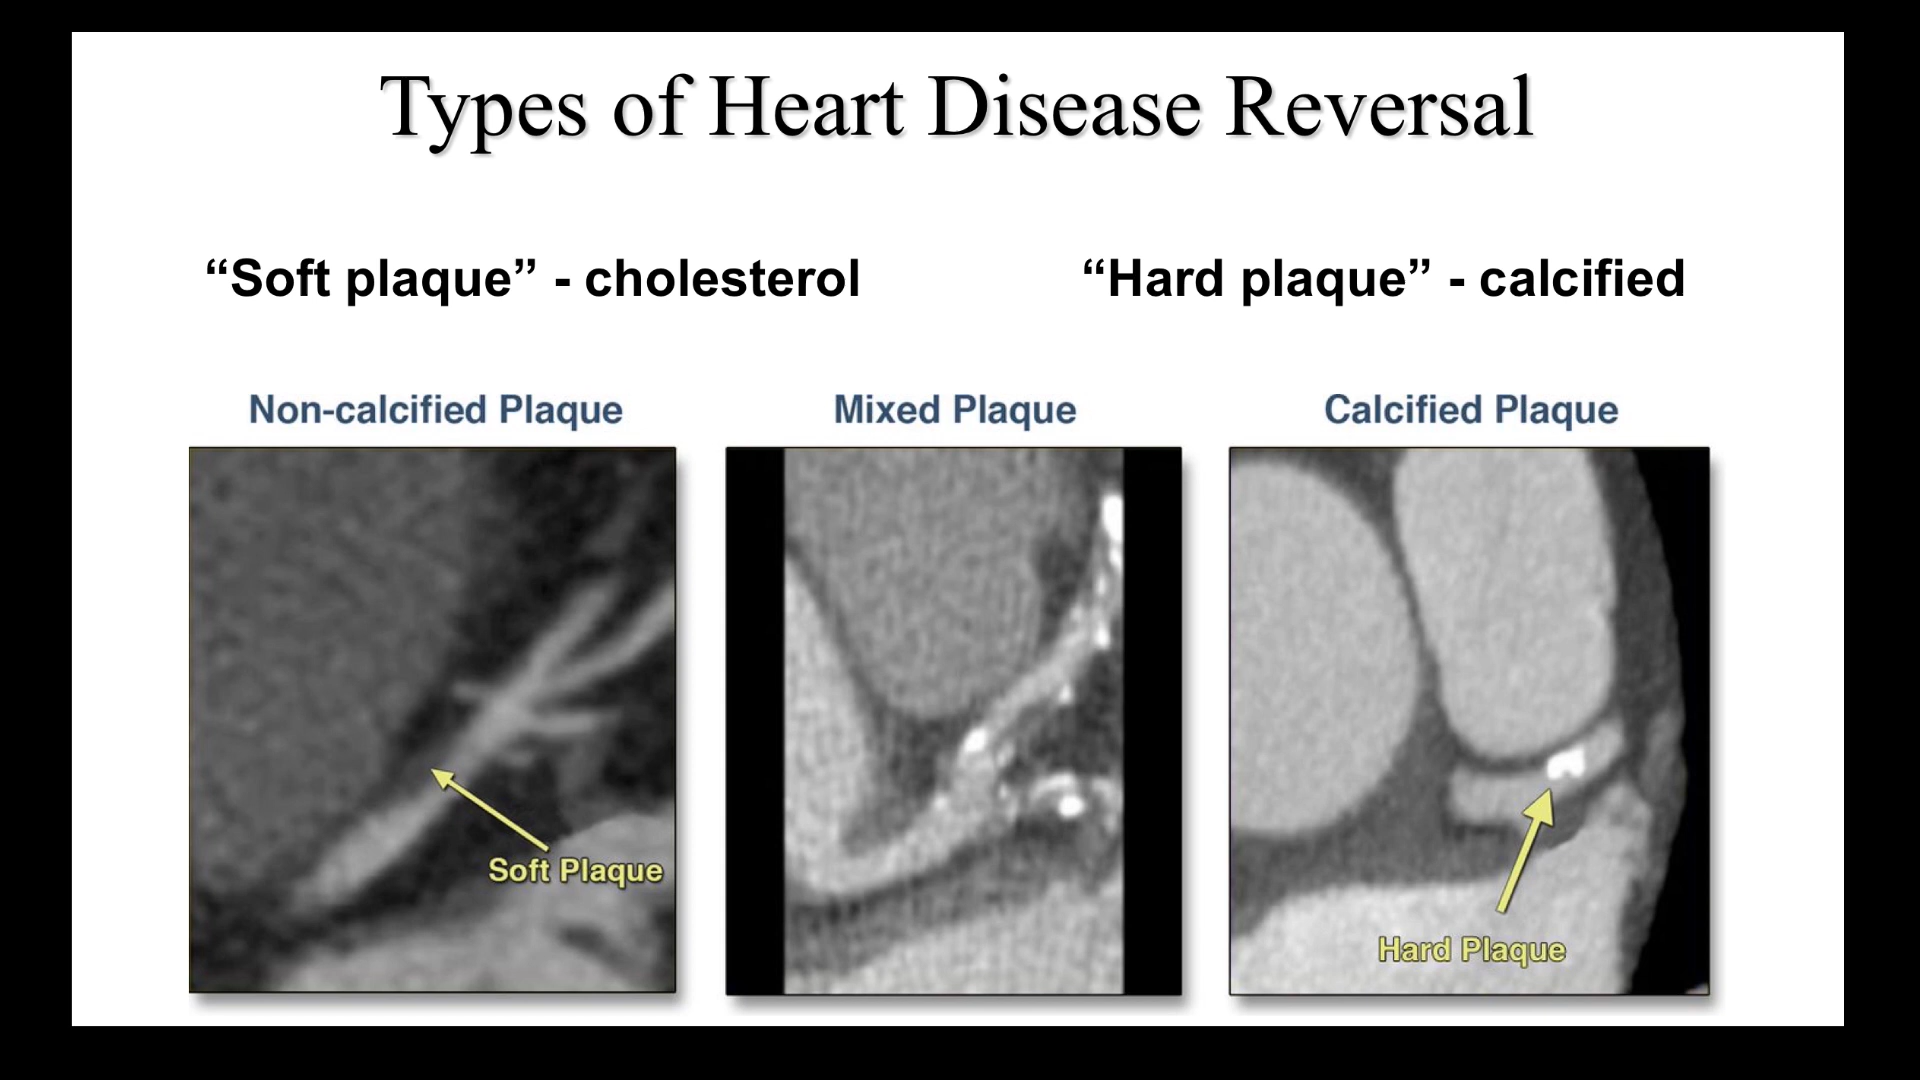 Types of Heart Disease Reversal
“Soft plaque” - cholesterol
“Hard plaque” - calcified
Non-calcified Plaque
Mixed Plaque
Calcified Plaque
Soft Plaque
Hard Plaque